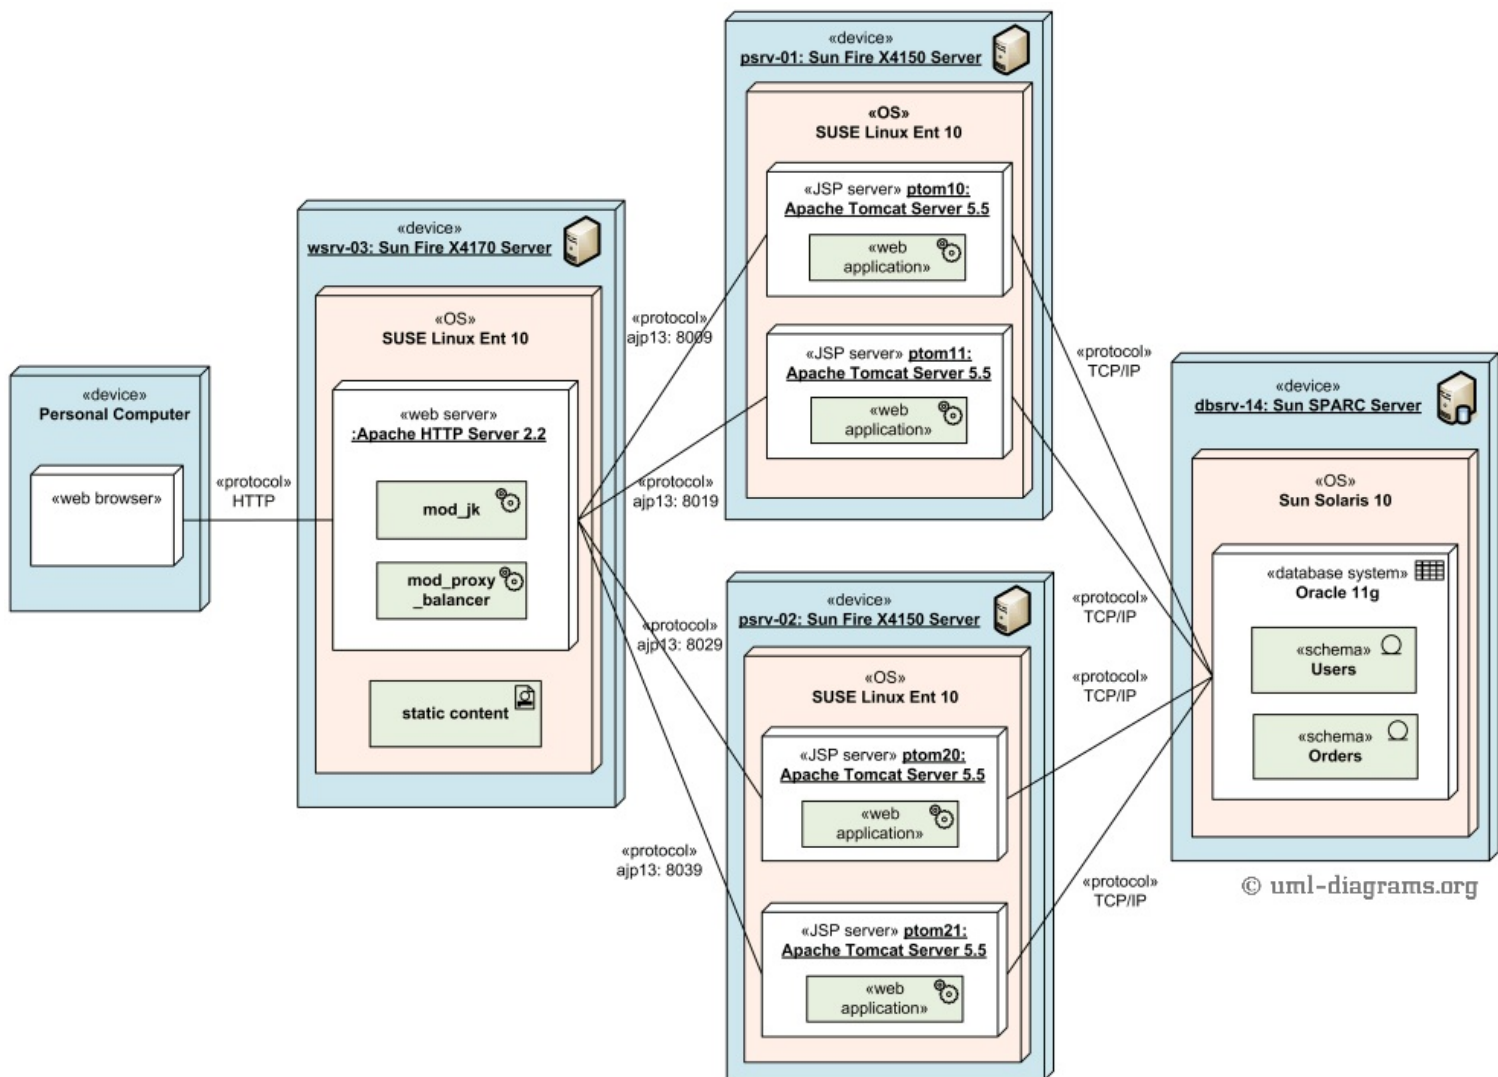 «device»
Personal Computer
«web browser»
«protocol»
HTTP
«device»
wsrv-03: Sun Fire X4170 Server
«OS»
SUSE Linux Ent 10
«web server»
:Apache HTTP Server 2.2
mod_jk
mod_proxy
_balancer
static content
«protocol»
ajp13: 8009
«protocol»
ajp13: 8019
«protocol»
ajp13: 8029
«protocol»
ajp13: 8039
«device»
psrv-01: Sun Fire X4150 Server
«OS»
SUSE Linux Ent 10
«JSP server» ptom10:
Apache Tomcat Server 5.5
«web
application»
«JSP server» ptom11:
Apache Tomcat Server 5.5
«web
application»
«device»
psrv-02: Sun Fire X4150 Server
«OS»
SUSE Linux Ent 10
«JSP server» ptom20:
Apache Tomcat Server 5.5
«web
application»
«JSP server» ptom21:
Apache Tomcat Server 5.5
«web
application»
«protocol»
TCP/IP
«protocol»
TCP/IP
«protocol»
TCP/IP
«protocol»
TCP/IP
«device»
dbsrv-14: Sun SPARC Server
«OS»
Sun Solaris 10
«database system»
Oracle 11g
«schema»
Users
«schema»
Orders
© uml-diagrams.org